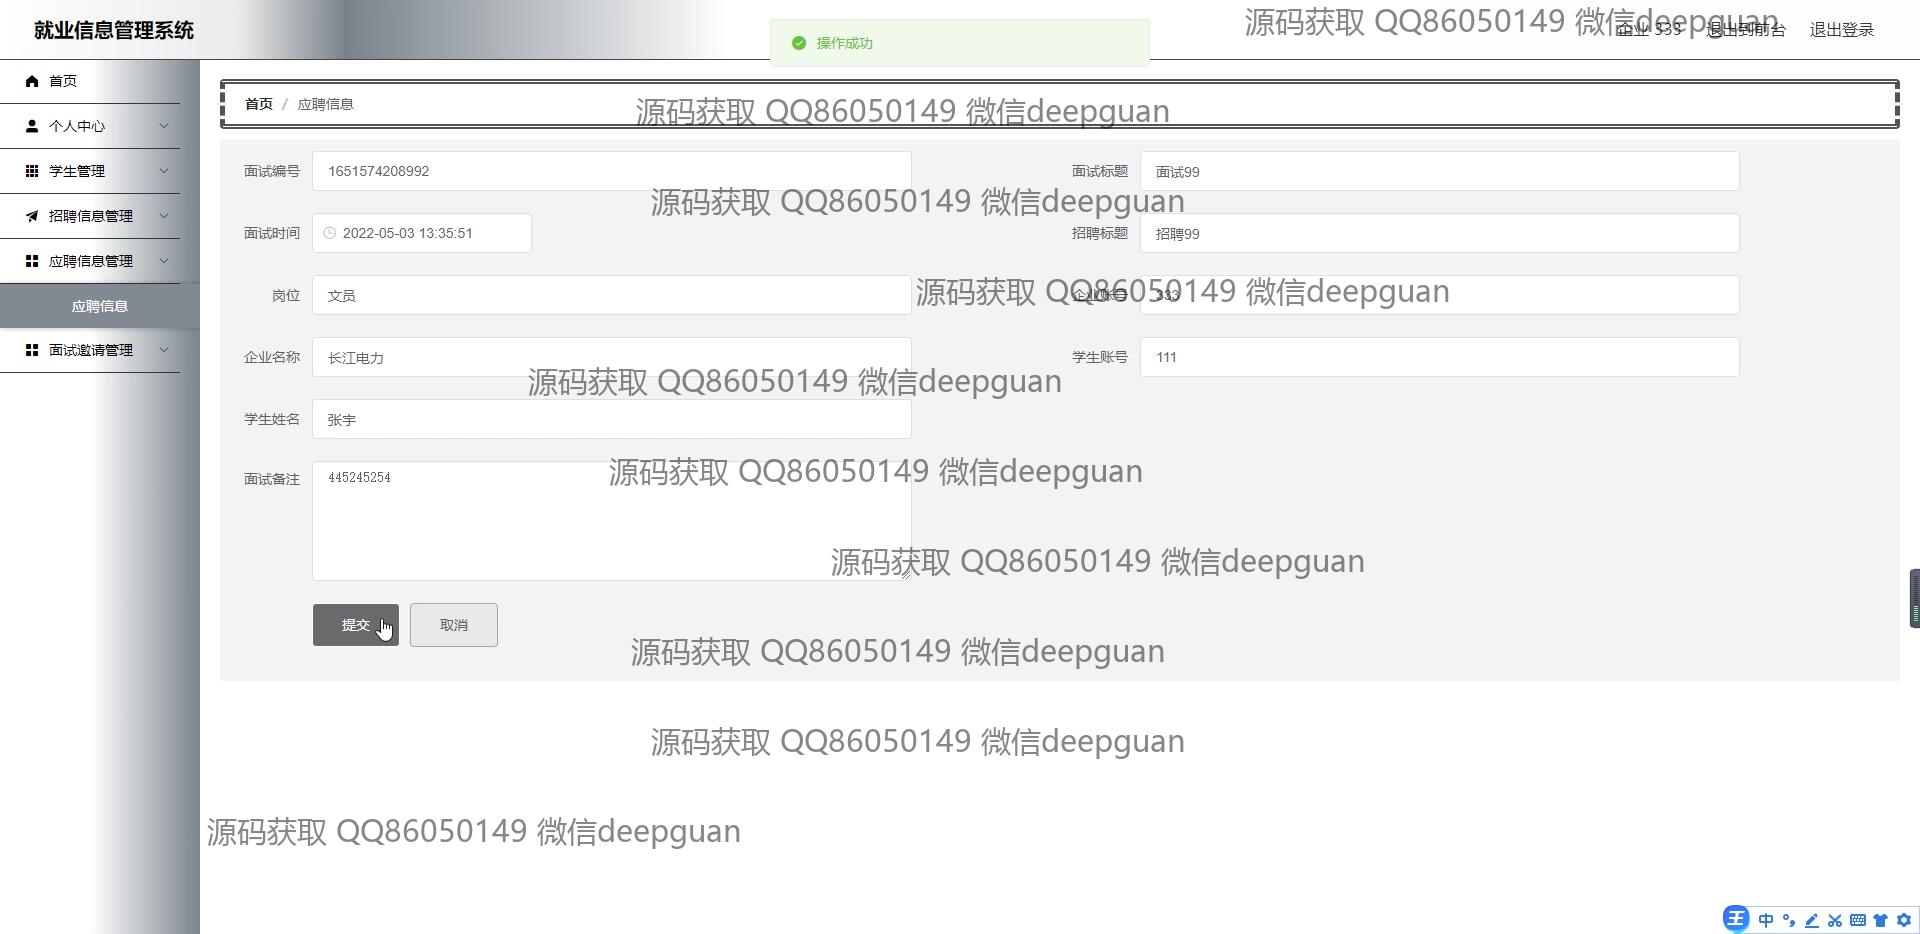 就业信息管理系统
操作成功
源码获取 QQ86050149 微信deepguan
企业 333 退出到前台 退出登录
首页
个人中心
学生管理
招聘信息管理
应聘信息管理
应聘信息
面试邀请管理
首页 / 应聘信息
源码获取 QQ86050149 微信deepguan
面试编号 1651574208992 面试标题 面试99
源码获取 QQ86050149 微信deepguan
面试时间 2022-05-03 13:35:51 招聘标题 招聘99
岗位 文员 企业账号 333
源码获取 QQ86050149 微信deepguan
企业名称 长江电力 学生账号 111
源码获取 QQ86050149 微信deepguan
学生姓名 张宇
面试备注 445245254
源码获取 QQ86050149 微信deepguan
源码获取 QQ86050149 微信deepguan
提交 取消
源码获取 QQ86050149 微信deepguan
源码获取 QQ86050149 微信deepguan
源码获取 QQ86050149 微信deepguan
王 中